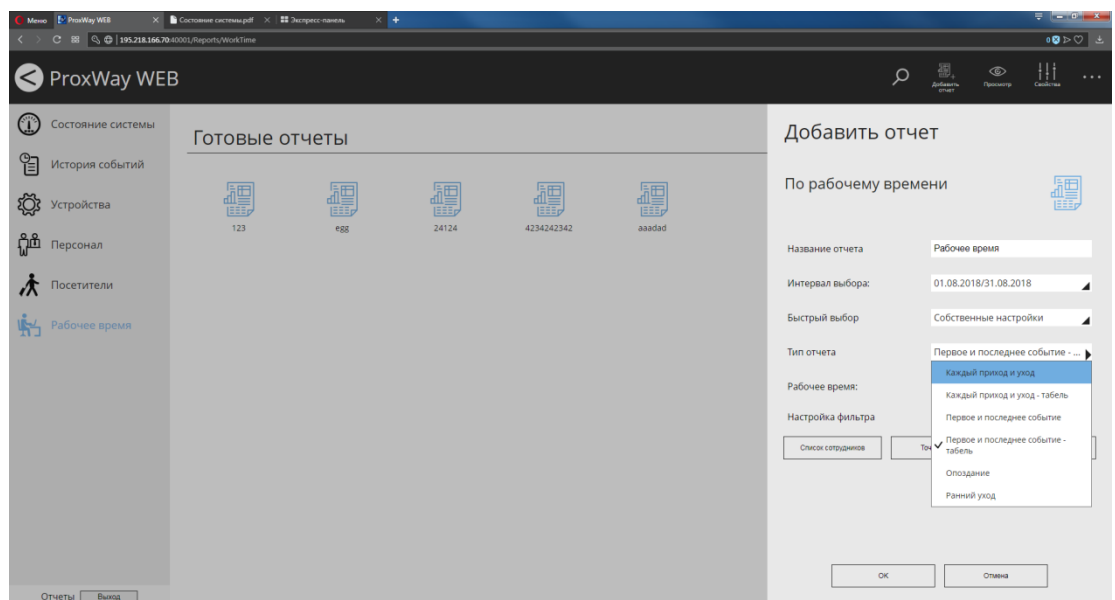 Меню ProxWay WEB Состояние системы.pdf Экспресс-панель
195.218.166.70:40001/Reports/WorkTime 0
ProxWay WEB
Добавить отчет Просмотр Свойства
Состояние системы
История событий
Устройства
Персонал
Посетители
Рабочее время
Отчеты Выход
Готовые отчеты
123 egg 24124 4234242342 aaadad
Добавить отчет
По рабочему времени
Название отчета Рабочее время
Интервал выбора: 01.08.2018/31.08.2018
Быстрый выбор Собственные настройки
Тип отчета Первое и последнее событие - ...
Каждый приход и уход
Рабочее время:
Каждый приход и уход - табель
Настройка фильтра Первое и последнее событие
Список сотрудников Точ
Первое и последнее событие -
табель
Опоздание
Ранний уход
OK Отмена